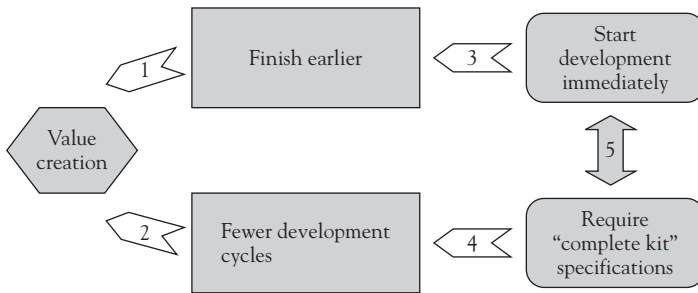 1
Finish earlier
3
Start
development
immediately
Value
creation
5
2
Fewer development
cycles
4
Require
“complete kit”
specifications